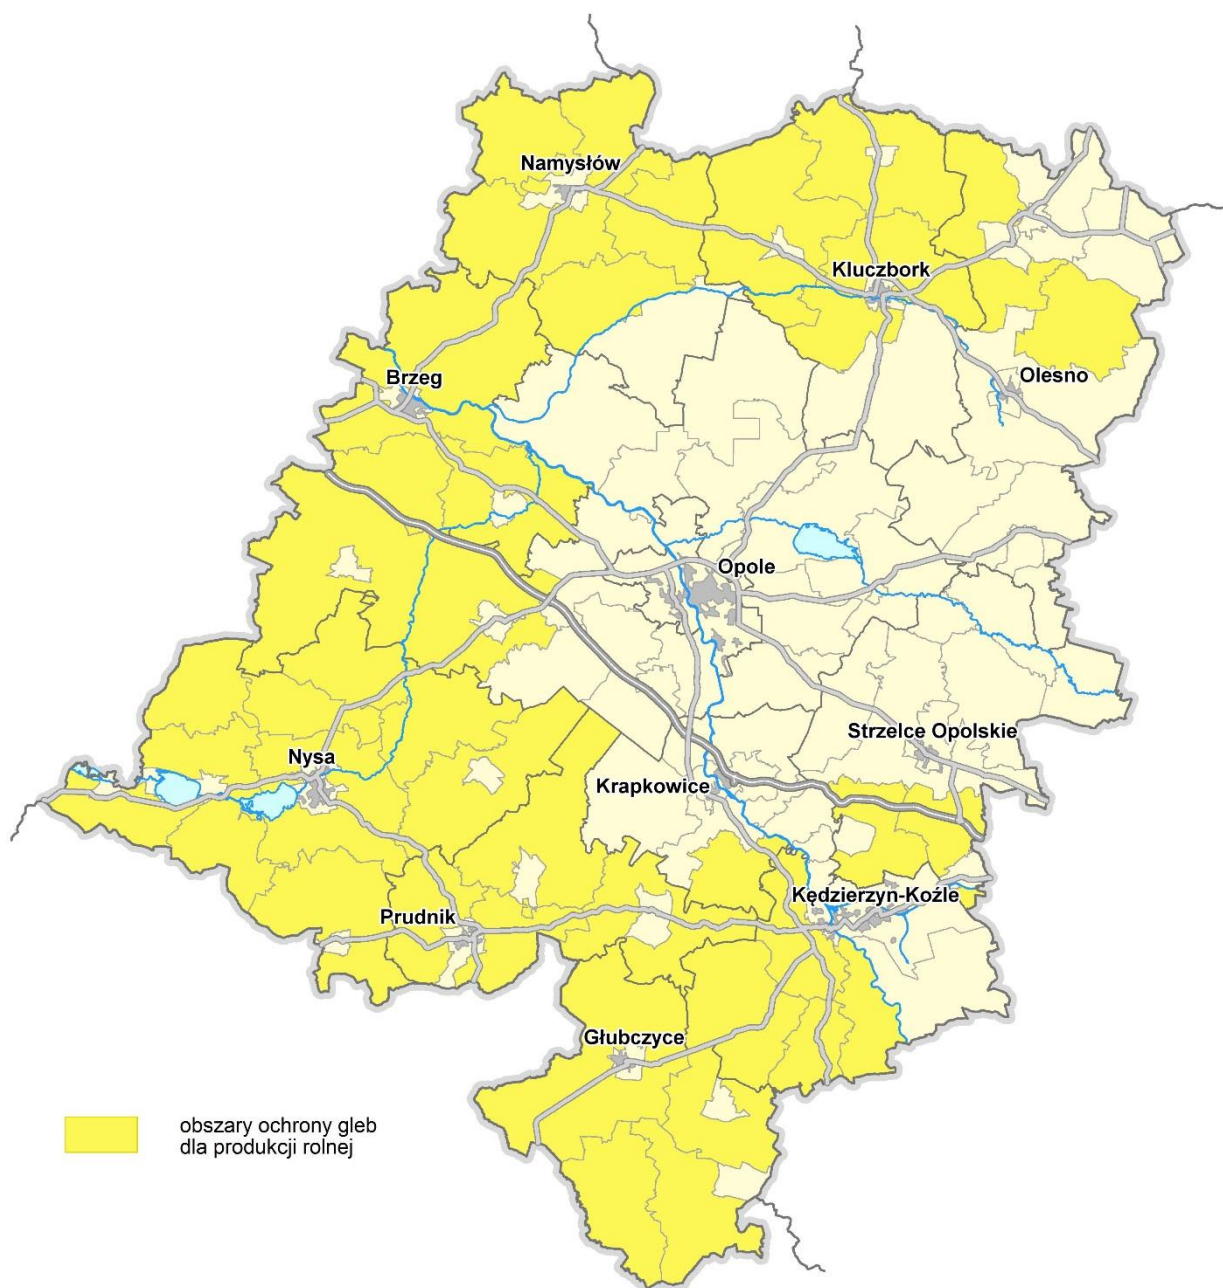 Namysłów
Kluczbork
Brzeg
Olesno
Opole
Strzelce Opolskie
Nysa
Krapkowice
Kędzierzyn-Koźle
Prudnik
Głubczyce
obszary ochrony gleb
dla produkcji rolnej